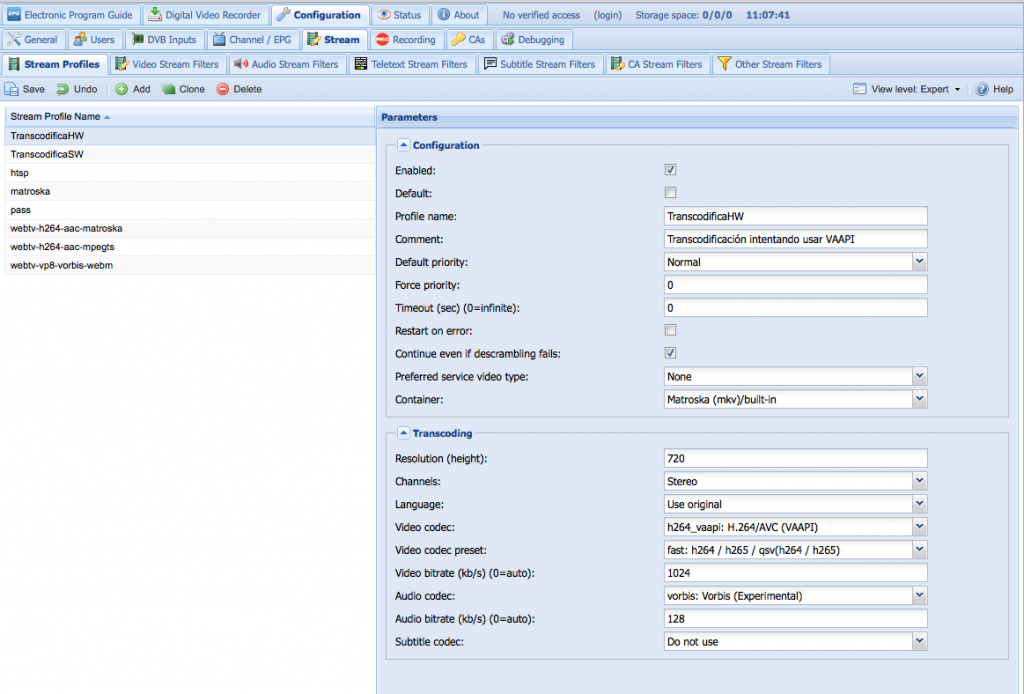 EPG Electronic Program Guide Digital Video Recorder Configuration Status About No verified access (login) Storage space: 0/0/0 11:07:41
General Users DVB Inputs Channel / EPG Stream REC Recording CAs Debugging
Stream Profiles Video Stream Filters Audio Stream Filters Teletext Stream Filters Subtitle Stream Filters CA Stream Filters Other Stream Filters
Save Undo Add Clone Delete View level: Expert Help
Stream Profile Name
TranscodificaHW
TranscodificaSW
htsp
matroska
pass
webtv-h264-aac-matroska
webtv-h264-aac-mpegts
webtv-vp8-vorbis-webm
Parameters
Configuration
Enabled:
Default:
Profile name: TranscodificaHW
Comment: Transcodificación intentando usar VAAPI
Default priority: Normal
Force priority: 0
Timeout (sec) (0=infinite): 0
Restart on error:
Continue even if descrambling fails:
Preferred service video type: None
Container: Matroska (mkv)/built-in
Transcoding
Resolution (height): 720
Channels: Stereo
Language: Use original
Video codec: h264_vaapi: H.264/AVC (VAAPI)
Video codec preset: fast: h264 / h265 / qsv(h264 / h265)
Video bitrate (kb/s) (0=auto): 1024
Audio codec: vorbis: Vorbis (Experimental)
Audio bitrate (kb/s) (0=auto): 128
Subtitle codec: Do not use